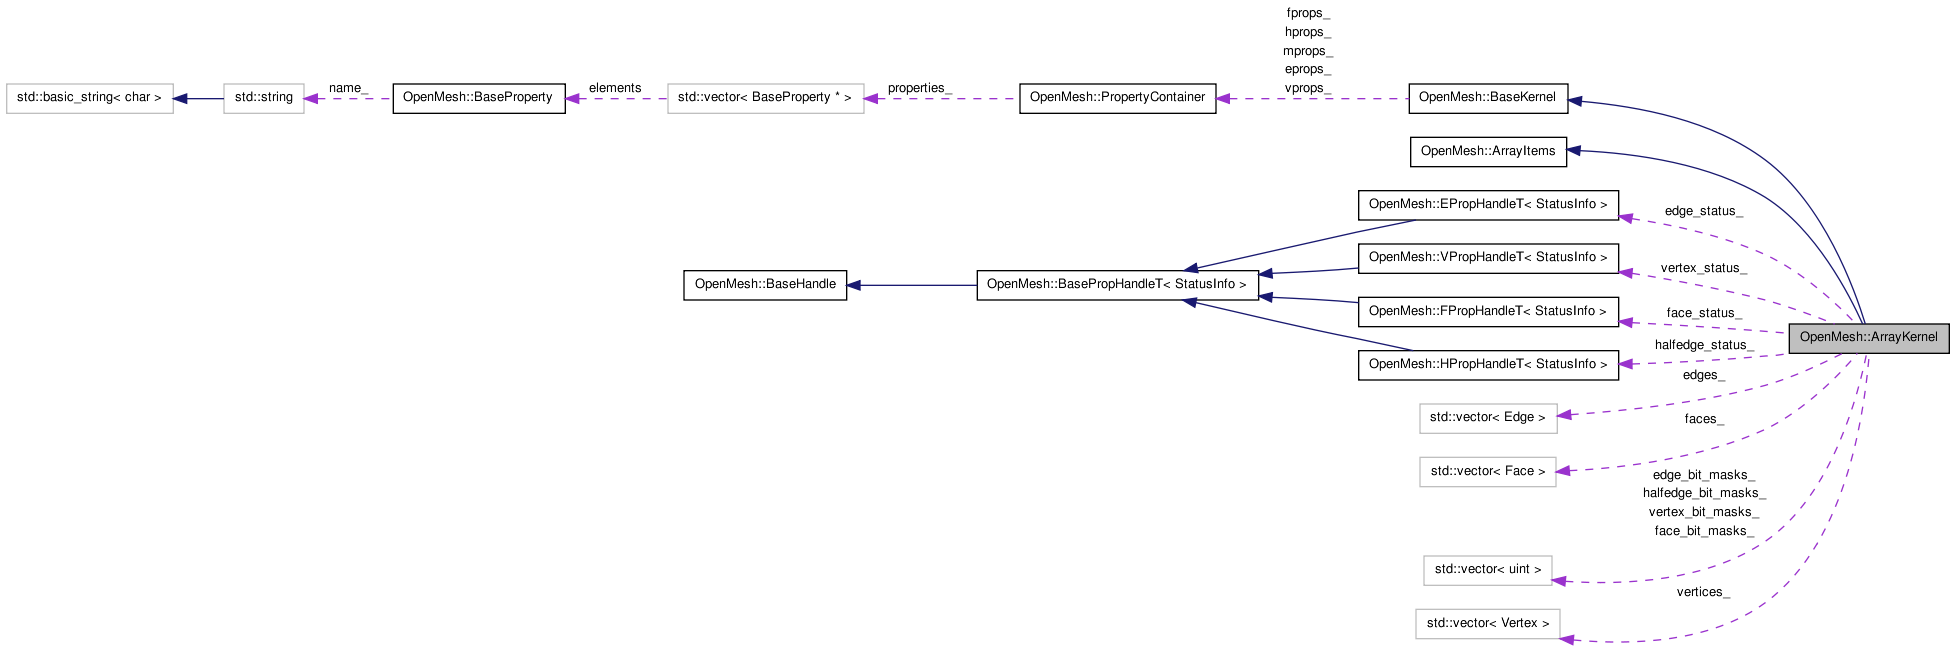 fprops_
hprops_
mprops_
eprops_
vprops_
std::basic_string< char >
std::string
name_
OpenMesh::BaseProperty
elements
std::vector< BaseProperty * >
properties_
OpenMesh::PropertyContainer
OpenMesh::BaseKernel
OpenMesh::ArrayItems
OpenMesh::EPropHandleT< StatusInfo >
edge_status_
OpenMesh::VPropHandleT< StatusInfo >
vertex_status_
OpenMesh::BaseHandle
OpenMesh::BasePropHandleT< StatusInfo >
OpenMesh::FPropHandleT< StatusInfo >
face_status_
OpenMesh::ArrayKernel
halfedge_status_
OpenMesh::HPropHandleT< StatusInfo >
edges_
std::vector< Edge >
faces_
std::vector< Face >
edge_bit_masks_
halfedge_bit_masks_
vertex_bit_masks_
face_bit_masks_
std::vector< uint >
vertices_
std::vector< Vertex >